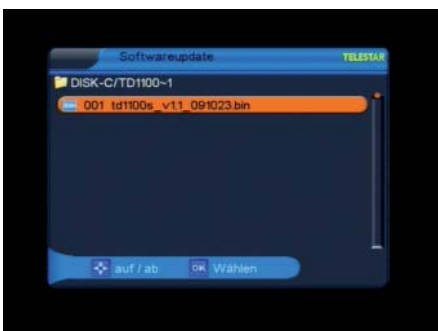 Softwareupdate TELESTAR
DISK-C/TD1100~1
001 td1100s_v1.1_091023.bin
auf / ab OK Wählen